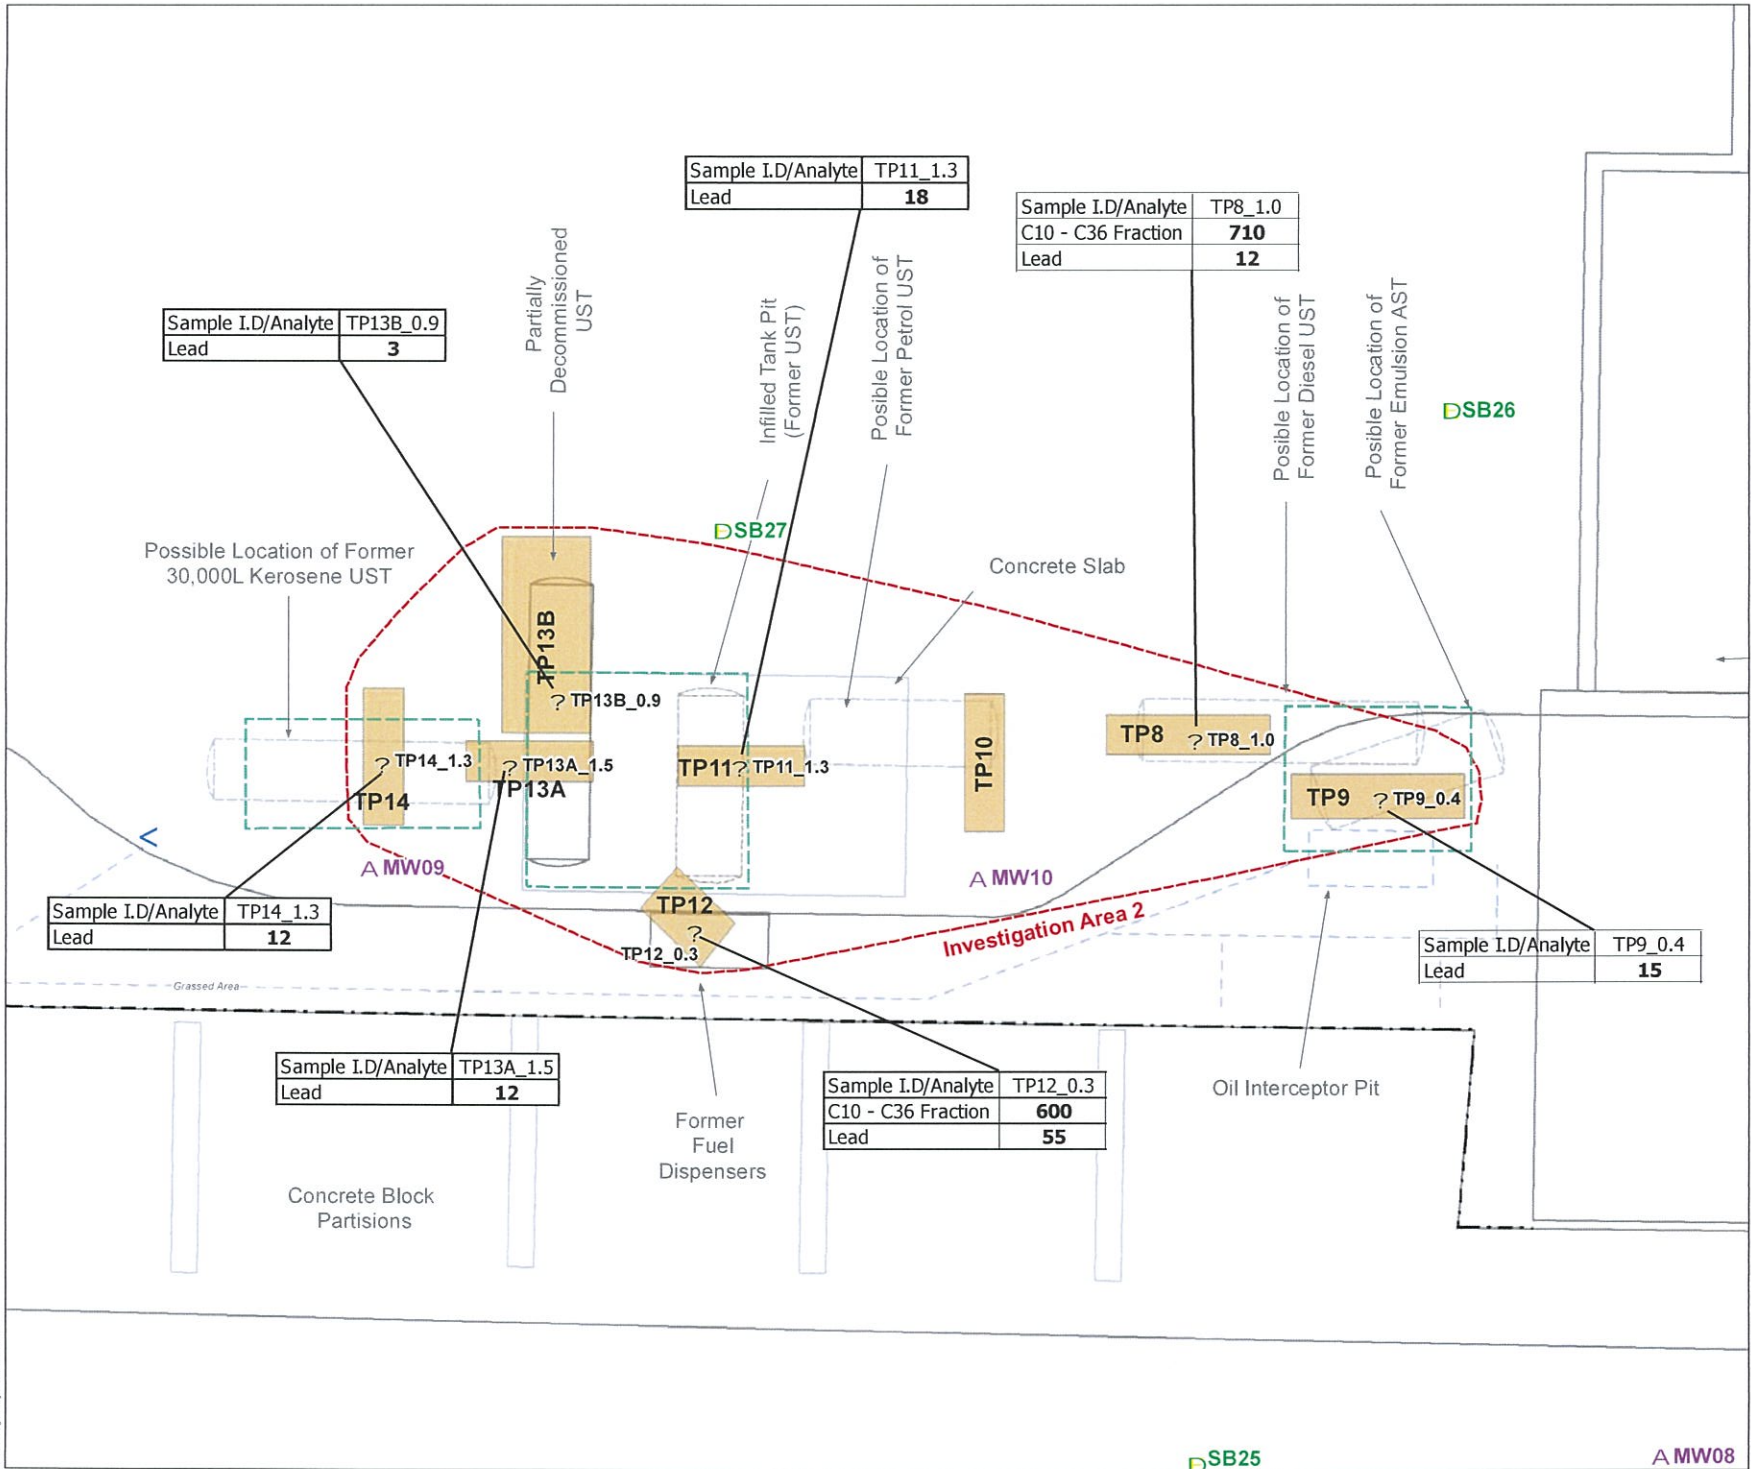 Sample I.D/Analyte TP11_1.3
Lead 18
Sample I.D/Analyte TP8_1.0
C10 - C36 Fraction 710
Lead 12
Sample I.D/Analyte TP13B_0.9
Lead 3
Partially
Decommissioned
UST
Infilled Tank Pit
(Former UST)
Posible Location of
Former Petrol UST
Posible Location of
Former Diesel UST
Posible Location of
Former Emulsion AST
SB26
SB27
Possible Location of Former
30,000L Kerosene UST
Concrete Slab
TP13B
? TP13B_0.9
TP14
? TP14_1.3
TP13A
? TP13A_1.5
TP11
? TP11_1.3
TP10
TP8
? TP8_1.0
TP9
? TP9_0.4
<
A MW09
A MW10
TP12
?
TP12_0.3
Investigation Area 2
Sample I.D/Analyte TP14_1.3
Lead 12
Sample I.D/Analyte TP9_0.4
Lead 15
Grassed Area
Sample I.D/Analyte TP13A_1.5
Lead 12
Sample I.D/Analyte TP12_0.3
C10 - C36 Fraction 600
Lead 55
Oil Interceptor Pit
Former
Fuel
Dispensers
Concrete Block
Partisions
SB25
A MW08